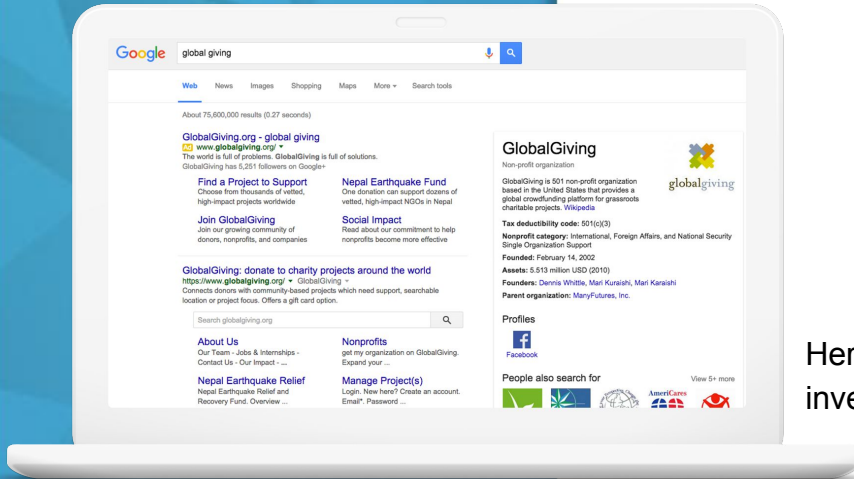 Google
global giving
Web News Images Shopping Maps More Search tools
About 75,600,000 results (0.27 seconds)
GlobalGiving.org - global giving
Ad www.globalgiving.org/
The world is full of problems. GlobalGiving is full of solutions.
GlobalGiving has 5,251 followers on Google+
Find a Project to Support
Choose from thousands of vetted,
high-impact projects worldwide
Nepal Earthquake Fund
One donation can support dozens of
vetted, high-impact NGOs in Nepal
Join GlobalGiving
Join our growing community of
donors, nonprofits, and companies
Social Impact
Read about our commitment to help
nonprofits become more effective
GlobalGiving: donate to charity projects around the world
https://www.globalgiving.org/ GlobalGiving
Connects donors with community-based projects which need support, searchable
location or project focus. Offers a gift card option.
Search globalgiving.org
About Us
Our Team - Jobs & Internships -
Contact Us - Our Impact - ...
Nonprofits
get my organization on GlobalGiving.
Expand your ...
Nepal Earthquake Relief
Nepal Earthquake Relief and
Recovery Fund. Overview ...
Manage Project(s)
Login. New here? Create an account.
Email*. Password ...
GlobalGiving
Non-profit organization
globalgiving
GlobalGiving is 501 non-profit organization
based in the United States that provides a
global crowdfunding platform for grassroots
charitable projects. Wikipedia
Tax deductibility code: 501(c)(3)
Nonprofit category: International, Foreign Affairs, and National Security
Single Organization Support
Founded: February 14, 2002
Assets: 5.513 million USD (2010)
Founders: Dennis Whittle, Mari Kuraishi, Mari Karaishi
Parent organization: ManyFutures, Inc.
Profiles
Facebook
People also search for View 5+ more
AmeriCares
Her
inve